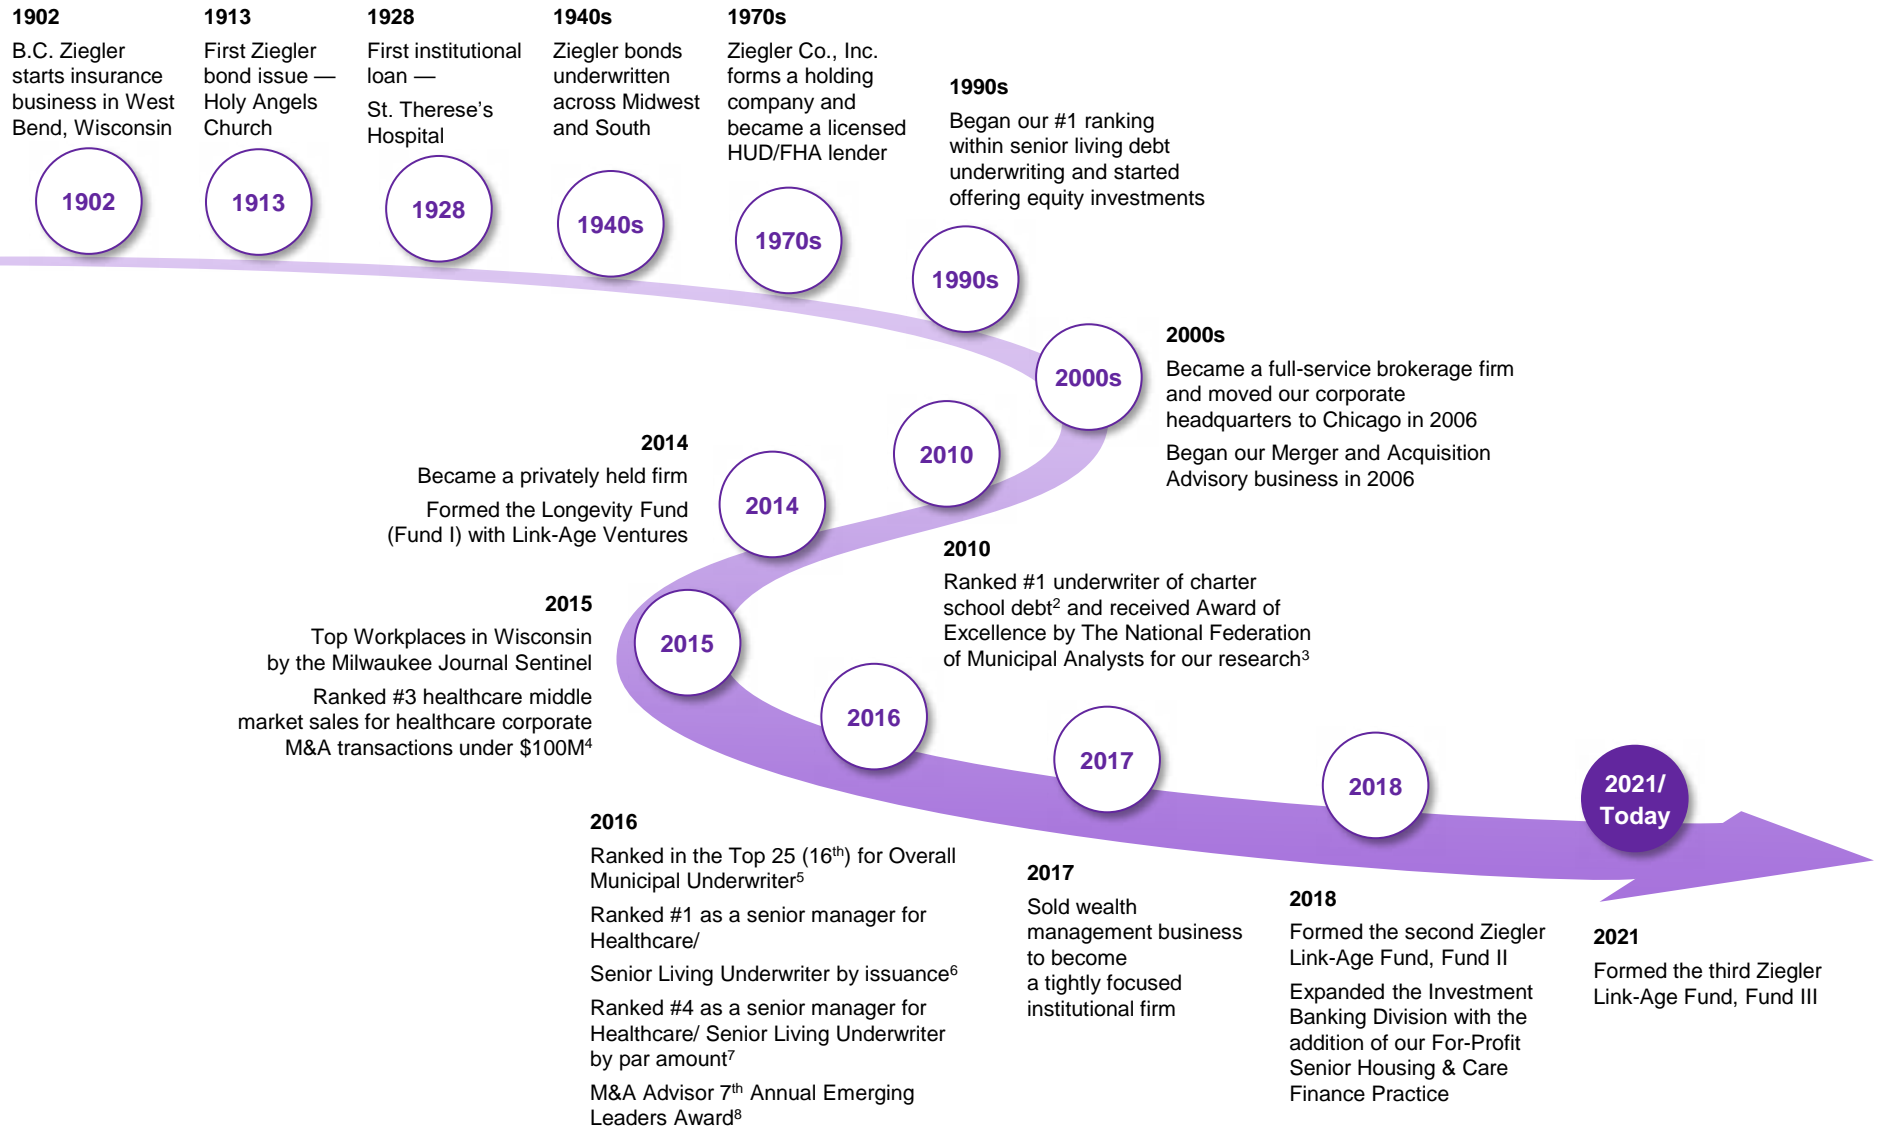 1902
B.C. Ziegler
starts insurance
business in West
Bend, Wisconsin
1902
1913
First Ziegler
bond issue —
Holy Angels
Church
1913
1928
First institutional
loan —
St. Therese’s
Hospital
1928
1940s
Ziegler bonds
underwritten
across Midwest
and South
1940s
1970s
Ziegler Co., Inc.
forms a holding
company and
became a licensed
HUD/FHA lender
1970s
1990s
Began our #1 ranking
within senior living debt
underwriting and started
offering equity investments
1990s
2000s
2000s
Became a full-service brokerage firm
and moved our corporate
headquarters to Chicago in 2006
Began our Merger and Acquisition
Advisory business in 2006
2010
2010
Ranked #1 underwriter of charter
school debt² and received Award of
Excellence by The National Federation
of Municipal Analysts for our research³
2014
Became a privately held firm
Formed the Longevity Fund
(Fund I) with Link-Age Ventures
2014
2015
Top Workplaces in Wisconsin
by the Milwaukee Journal Sentinel
Ranked #3 healthcare middle
market sales for healthcare corporate
M&A transactions under $100M⁴
2015
2016
2016
Ranked in the Top 25 (16th) for Overall
Municipal Underwriter⁵
Ranked #1 as a senior manager for
Healthcare/
Senior Living Underwriter by issuance⁶
Ranked #4 as a senior manager for
Healthcare/ Senior Living Underwriter
by par amount⁷
M&A Advisor 7th Annual Emerging
Leaders Award⁸
2017
2017
Sold wealth
management business
to become
a tightly focused
institutional firm
2018
2018
Formed the second Ziegler
Link-Age Fund, Fund II
Expanded the Investment
Banking Division with the
addition of our For-Profit
Senior Housing & Care
Finance Practice
2021/
Today
2021
Formed the third Ziegler
Link-Age Fund, Fund III